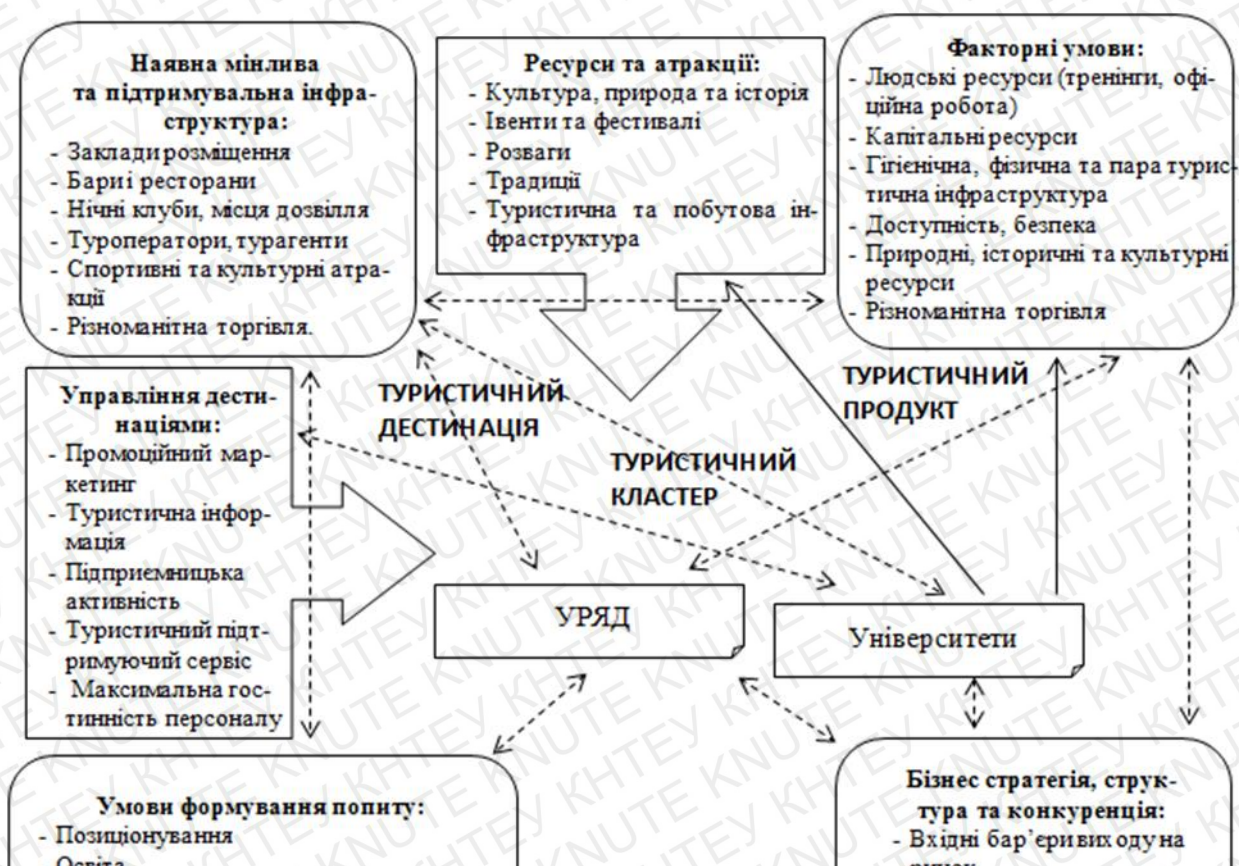 Наявна мінлива
та підтримувальна інфра-
структура:
- Заклади розміщення
- Бари і ресторани
- Нічні клуби, місця дозвілля
- Туроператори, турагенти
- Спортивні та культурні атра-
кції
- Різноманітна торгівля.
Ресурси та атракції:
- Культура, природа та історія
- Івенти та фестивалі
- Розваги
- Традиції
- Туристична та побутова ін-
фраструктура
Факторні умови:
- Людські ресурси (тренінги, офі-
ційна робота)
- Капітальні ресурси
- Гігієнічна, фізична та пара турис-
тична інфраструктура
- Доступність, безпека
- Природні, історичні та культурні
ресурси
- Різноманітна торгівля
Управління дести-
націями:
- Промоційний мар-
кетинг
- Туристична інфор-
мація
- Підприємницька
активність
- Туристичний підт-
римуючий сервіс
- Максимальна гос-
тинність персоналу
ТУРИСТИЧНИЙ
ДЕСТИНАЦІЯ
ТУРИСТИЧНИЙ
КЛАСТЕР
ТУРИСТИЧНИЙ
ПРОДУКТ
УРЯД
Університети
Умови формування попиту:
- Позиціонування
- Освіта
Бізнес стратегія, струк-
тура та конкуренція:
- Вхідні бар’єри виходу на
ринок